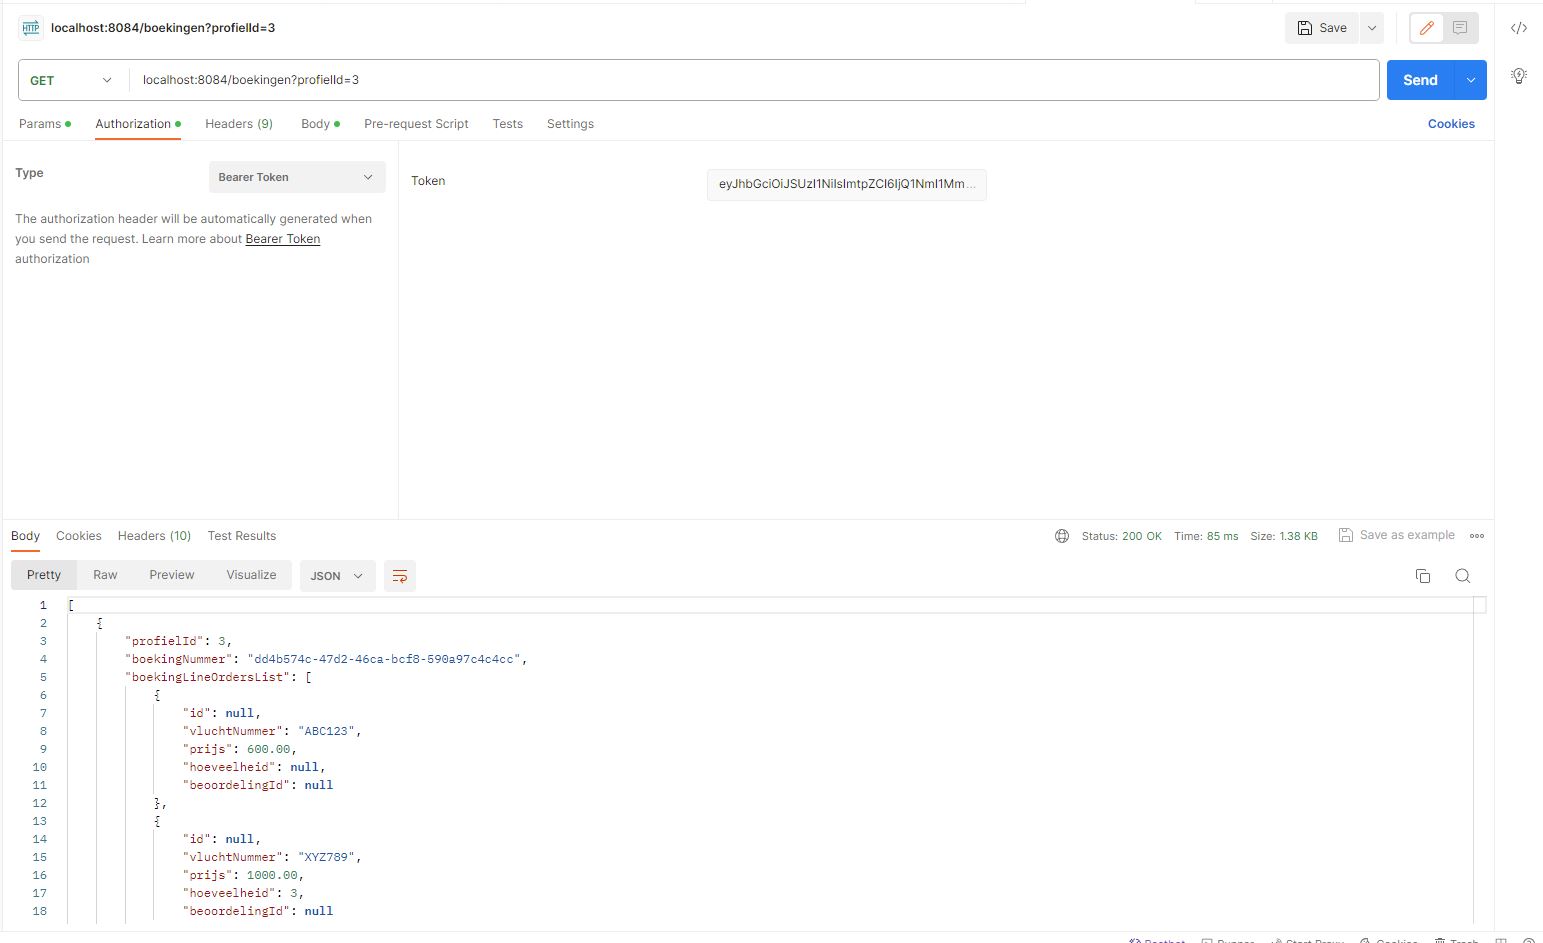 HTTP localhost:8084/boekingen?profielId=3
Save
GET localhost:8084/boekingen?profielId=3
Send
Params Authorization Headers (9) Body Pre-request Script Tests Settings
Cookies
Type Bearer Token
Token
The authorization header will be automatically generated when
you send the request. Learn more about Bearer Token
authorization
Body Cookies Headers (10) Test Results
Status: 200 OK Time: 85 ms Size: 1.38 KB Save as example
Pretty Raw Preview Visualize JSON
1 [
2 {
3 "profielId": 3,
4 "boekingNummer": "dd4b574c-47d2-46ca-bcf8-590a97c4c4cc",
5 "boekingLineOrdersList": [
6 {
7 "id": null,
8 "vluchtNummer": "ABC123",
9 "prijs": 600.00,
10 "hoeveelheid": null,
11 "beoordelingId": null
12 },
13 {
14 "id": null,
15 "vluchtNummer": "XYZ789",
16 "prijs": 1000.00,
17 "hoeveelheid": 3,
18 "beoordelingId": null